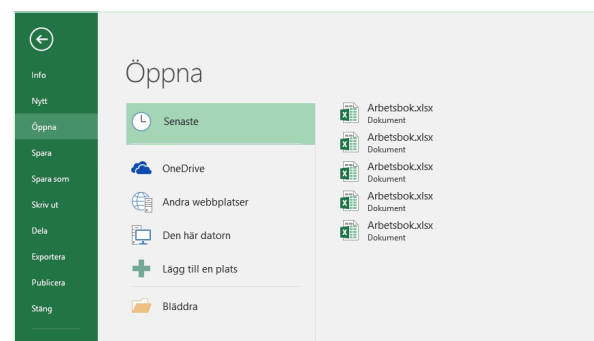 Info
Nytt
Öppna
Spara
Spara som
Skriv ut
Dela
Exportera
Publicera
Stäng
Öppna
Senaste
OneDrive
Andra webbplatser
Den här datorn
Lägg till en plats
Bläddra
Arbetsbok.xlsx
Dokument
Arbetsbok.xlsx
Dokument
Arbetsbok.xlsx
Dokument
Arbetsbok.xlsx
Dokument
Arbetsbok.xlsx
Dokument